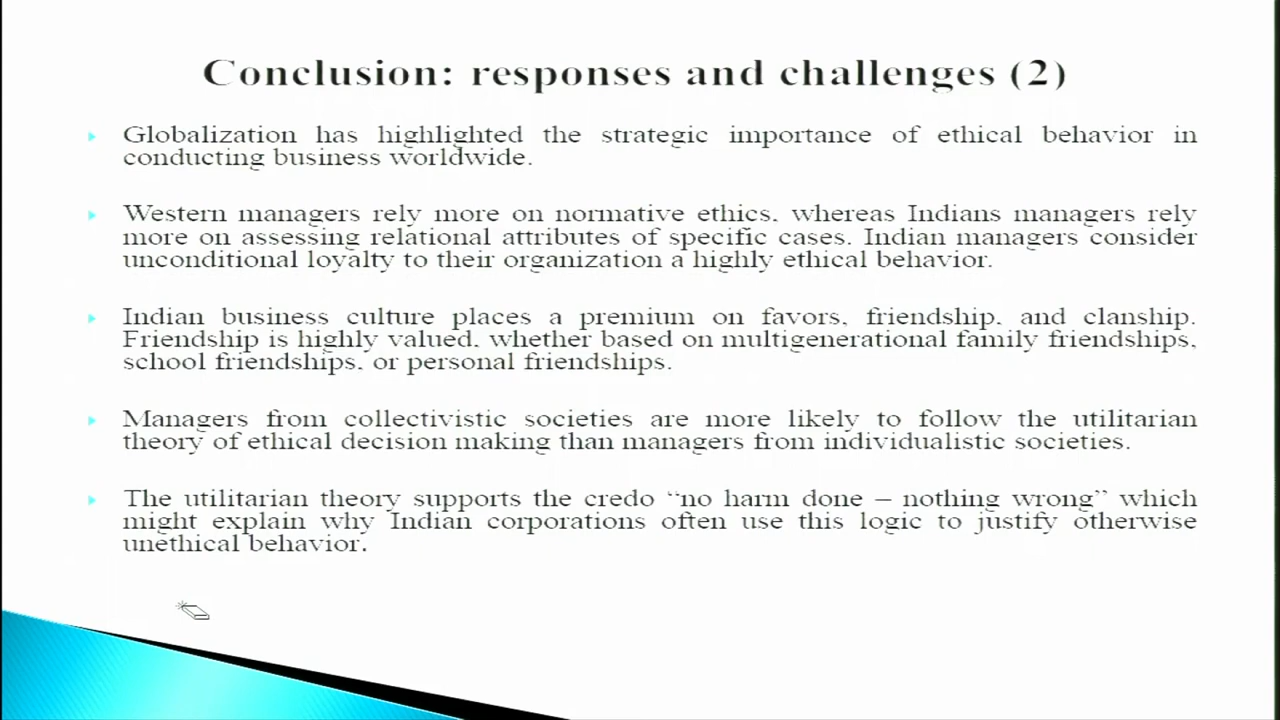 Conclusion: responses and challenges (2)
Globalization has highlighted the strategic importance of ethical behavior in
conducting business worldwide.
Western managers rely more on normative ethics, whereas Indians managers rely
more on assessing relational attributes of specific cases. Indian managers consider
unconditional loyalty to their organization a highly ethical behavior.
Indian business culture places a premium on favors, friendship, and clanship.
Friendship is highly valued, whether based on multigenerational family friendships,
school friendships, or personal friendships.
Managers from collectivistic societies are more likely to follow the utilitarian
theory of ethical decision making than managers from individualistic societies.
The utilitarian theory supports the credo “no harm done – nothing wrong” which
might explain why Indian corporations often use this logic to justify otherwise
unethical behavior.